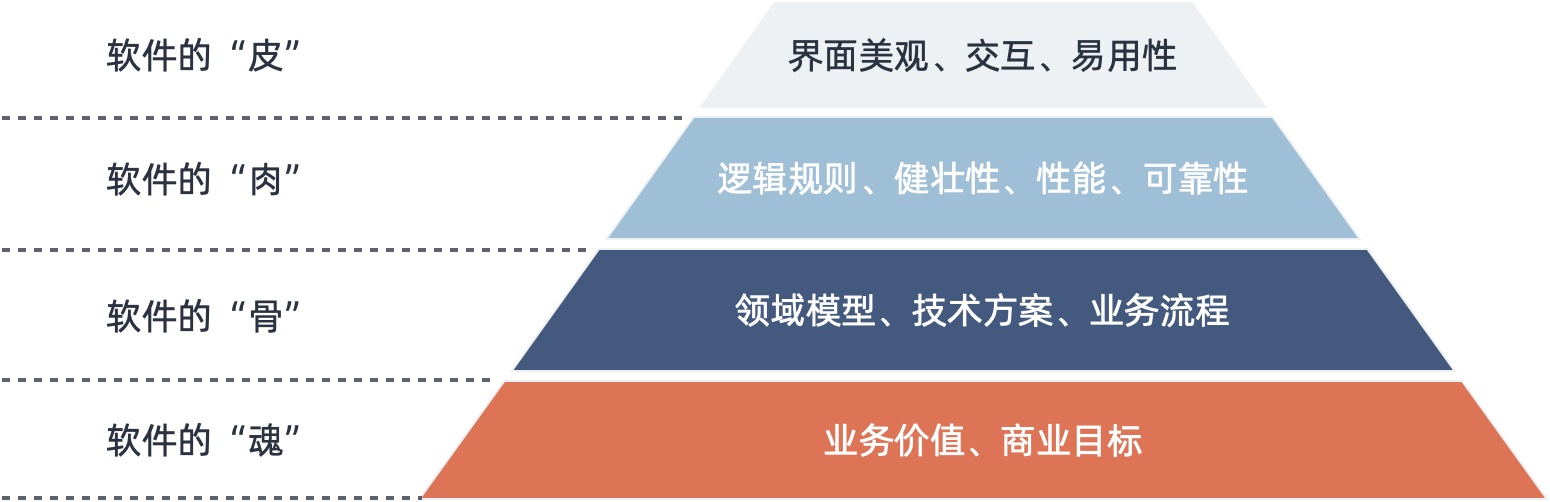 软件的“皮”
界面美观、交互、易用性
软件的“肉”
逻辑规则、健壮性、性能、可靠性
软件的“骨”
领域模型、技术方案、业务流程
软件的“魂”
业务价值、商业目标